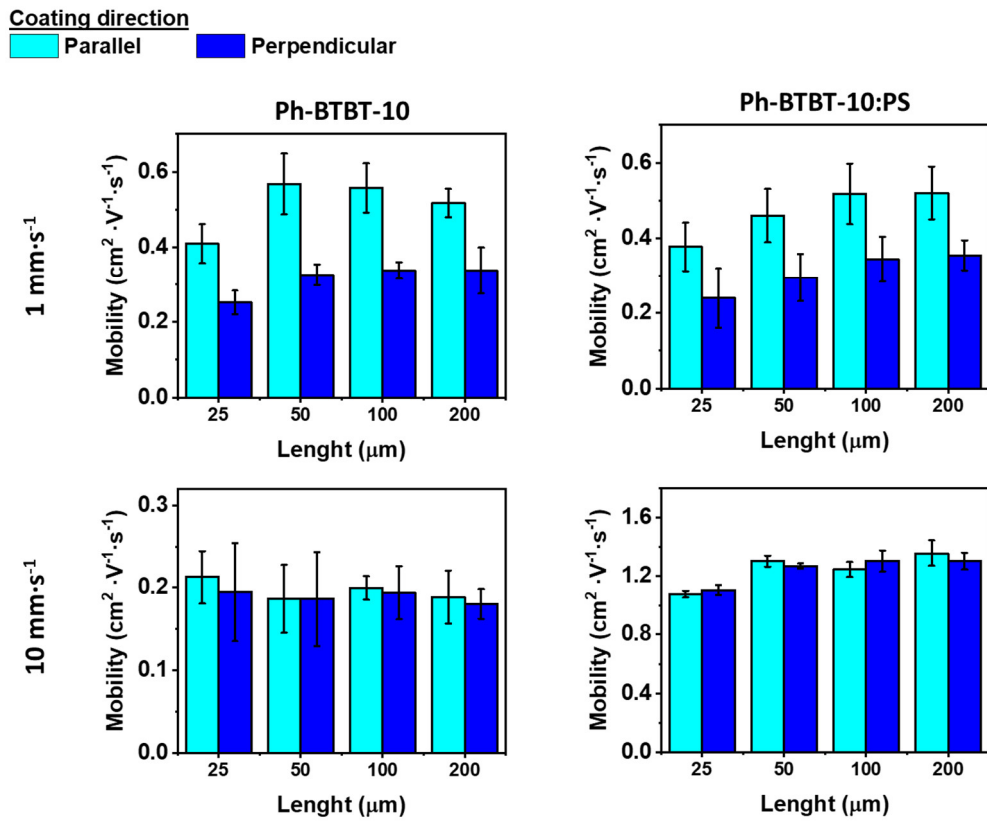 Coating direction
Parallel
Perpendicular
Ph-BTBT-10
Ph-BTBT-10:PS
1 mm·s⁻¹
Mobility (cm² ·V⁻¹·s⁻¹)
0.6
0.4
0.2
0.0
25 50 100 200
Lenght (μm)
Mobility (cm² ·V⁻¹·s⁻¹)
0.6
0.4
0.2
0.0
25 50 100 200
Lenght (μm)
10 mm·s⁻¹
Mobility (cm² ·V⁻¹·s⁻¹)
0.3
0.2
0.1
0.0
25 50 100 200
Lenght (μm)
Mobility (cm² ·V⁻¹·s⁻¹)
1.6
1.2
0.8
0.4
0.0
25 50 100 200
Lenght (μm)